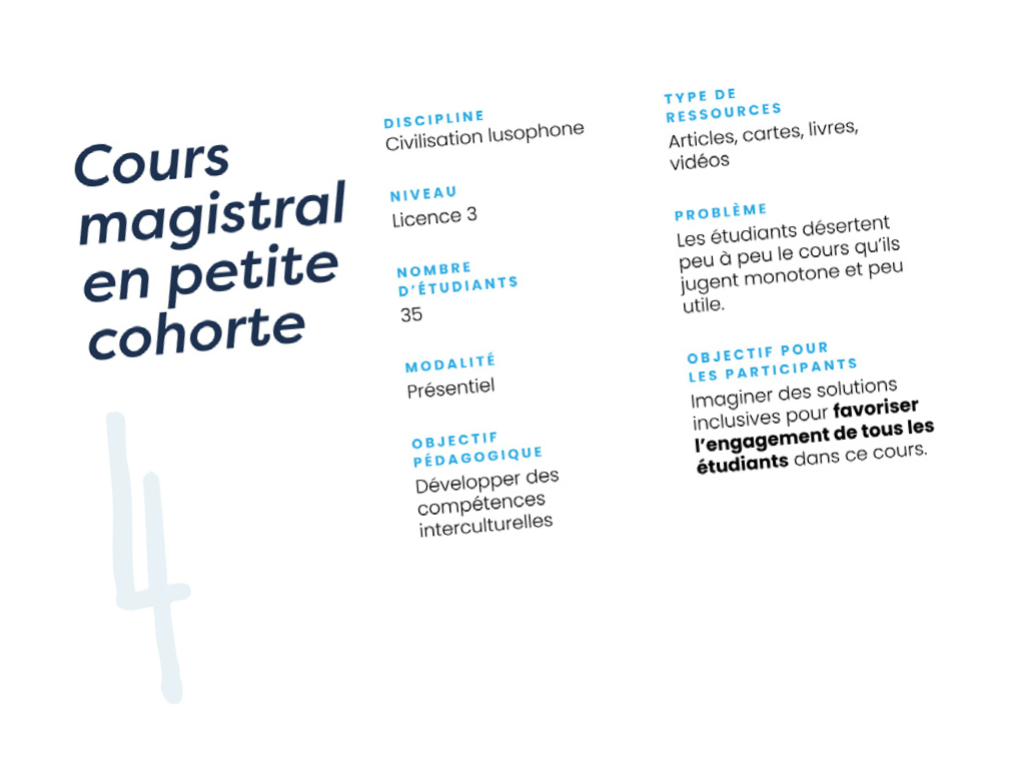 Cours
magistral
en petite
cohorte
4
DISCIPLINE
Civilisation lusophone
NIVEAU
Licence 3
NOMBRE
D'ÉTUDIANTS
35
MODALITÉ
Présentiel
OBJECTIF
PÉDAGOGIQUE
Développer des
compétences
interculturelles
TYPE DE
RESSOURCES
Articles, cartes, livres,
vidéos
PROBLÈME
Les étudiants désertent
peu à peu le cours qu'ils
jugent monotone et peu
utile.
OBJECTIF POUR
LES PARTICIPANTS
Imaginer des solutions
inclusives pour favoriser
l'engagement de tous les
étudiants dans ce cours.